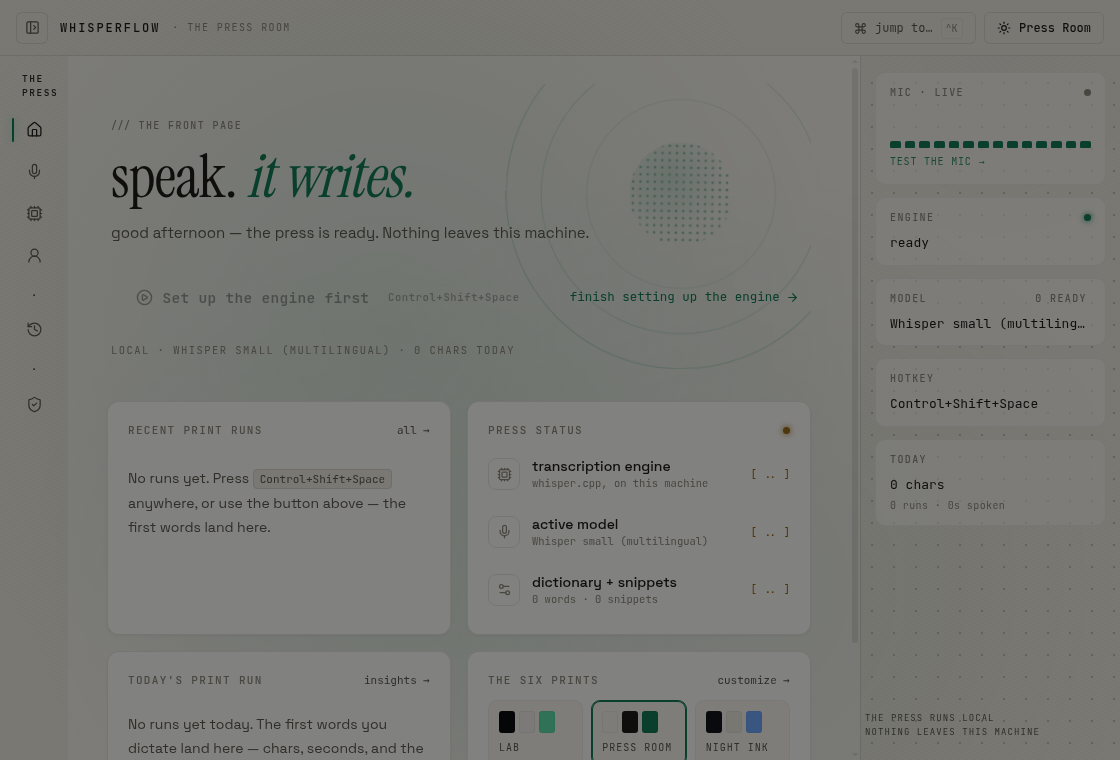 WHISPERFLOW · THE PRESS ROOM
jump to… ^K
Press Room
THE
PRESS
/// THE FRONT PAGE
speak. it writes.
good afternoon — the press is ready. Nothing leaves this machine.
Set up the engine first Control+Shift+Space
finish setting up the engine →
LOCAL · WHISPER SMALL (MULTILINGUAL) · 0 CHARS TODAY
RECENT PRINT RUNS all →
No runs yet. Press Control+Shift+Space
anywhere, or use the button above — the
first words land here.
PRESS STATUS
transcription engine
whisper.cpp, on this machine
[ .. ]
active model
Whisper small (multilingual)
[ .. ]
dictionary + snippets
0 words · 0 snippets
[ .. ]
TODAY'S PRINT RUN insights →
No runs yet today. The first words you
dictate land here — chars, seconds, and the
THE SIX PRINTS customize →
LAB
PRESS ROOM
NIGHT INK
MIC · LIVE
TEST THE MIC →
ENGINE
ready
MODEL 0 READY
Whisper small (multiling…
HOTKEY
Control+Shift+Space
TODAY
0 chars
0 runs · 0s spoken
THE PRESS RUNS LOCAL
NOTHING LEAVES THIS MACHINE